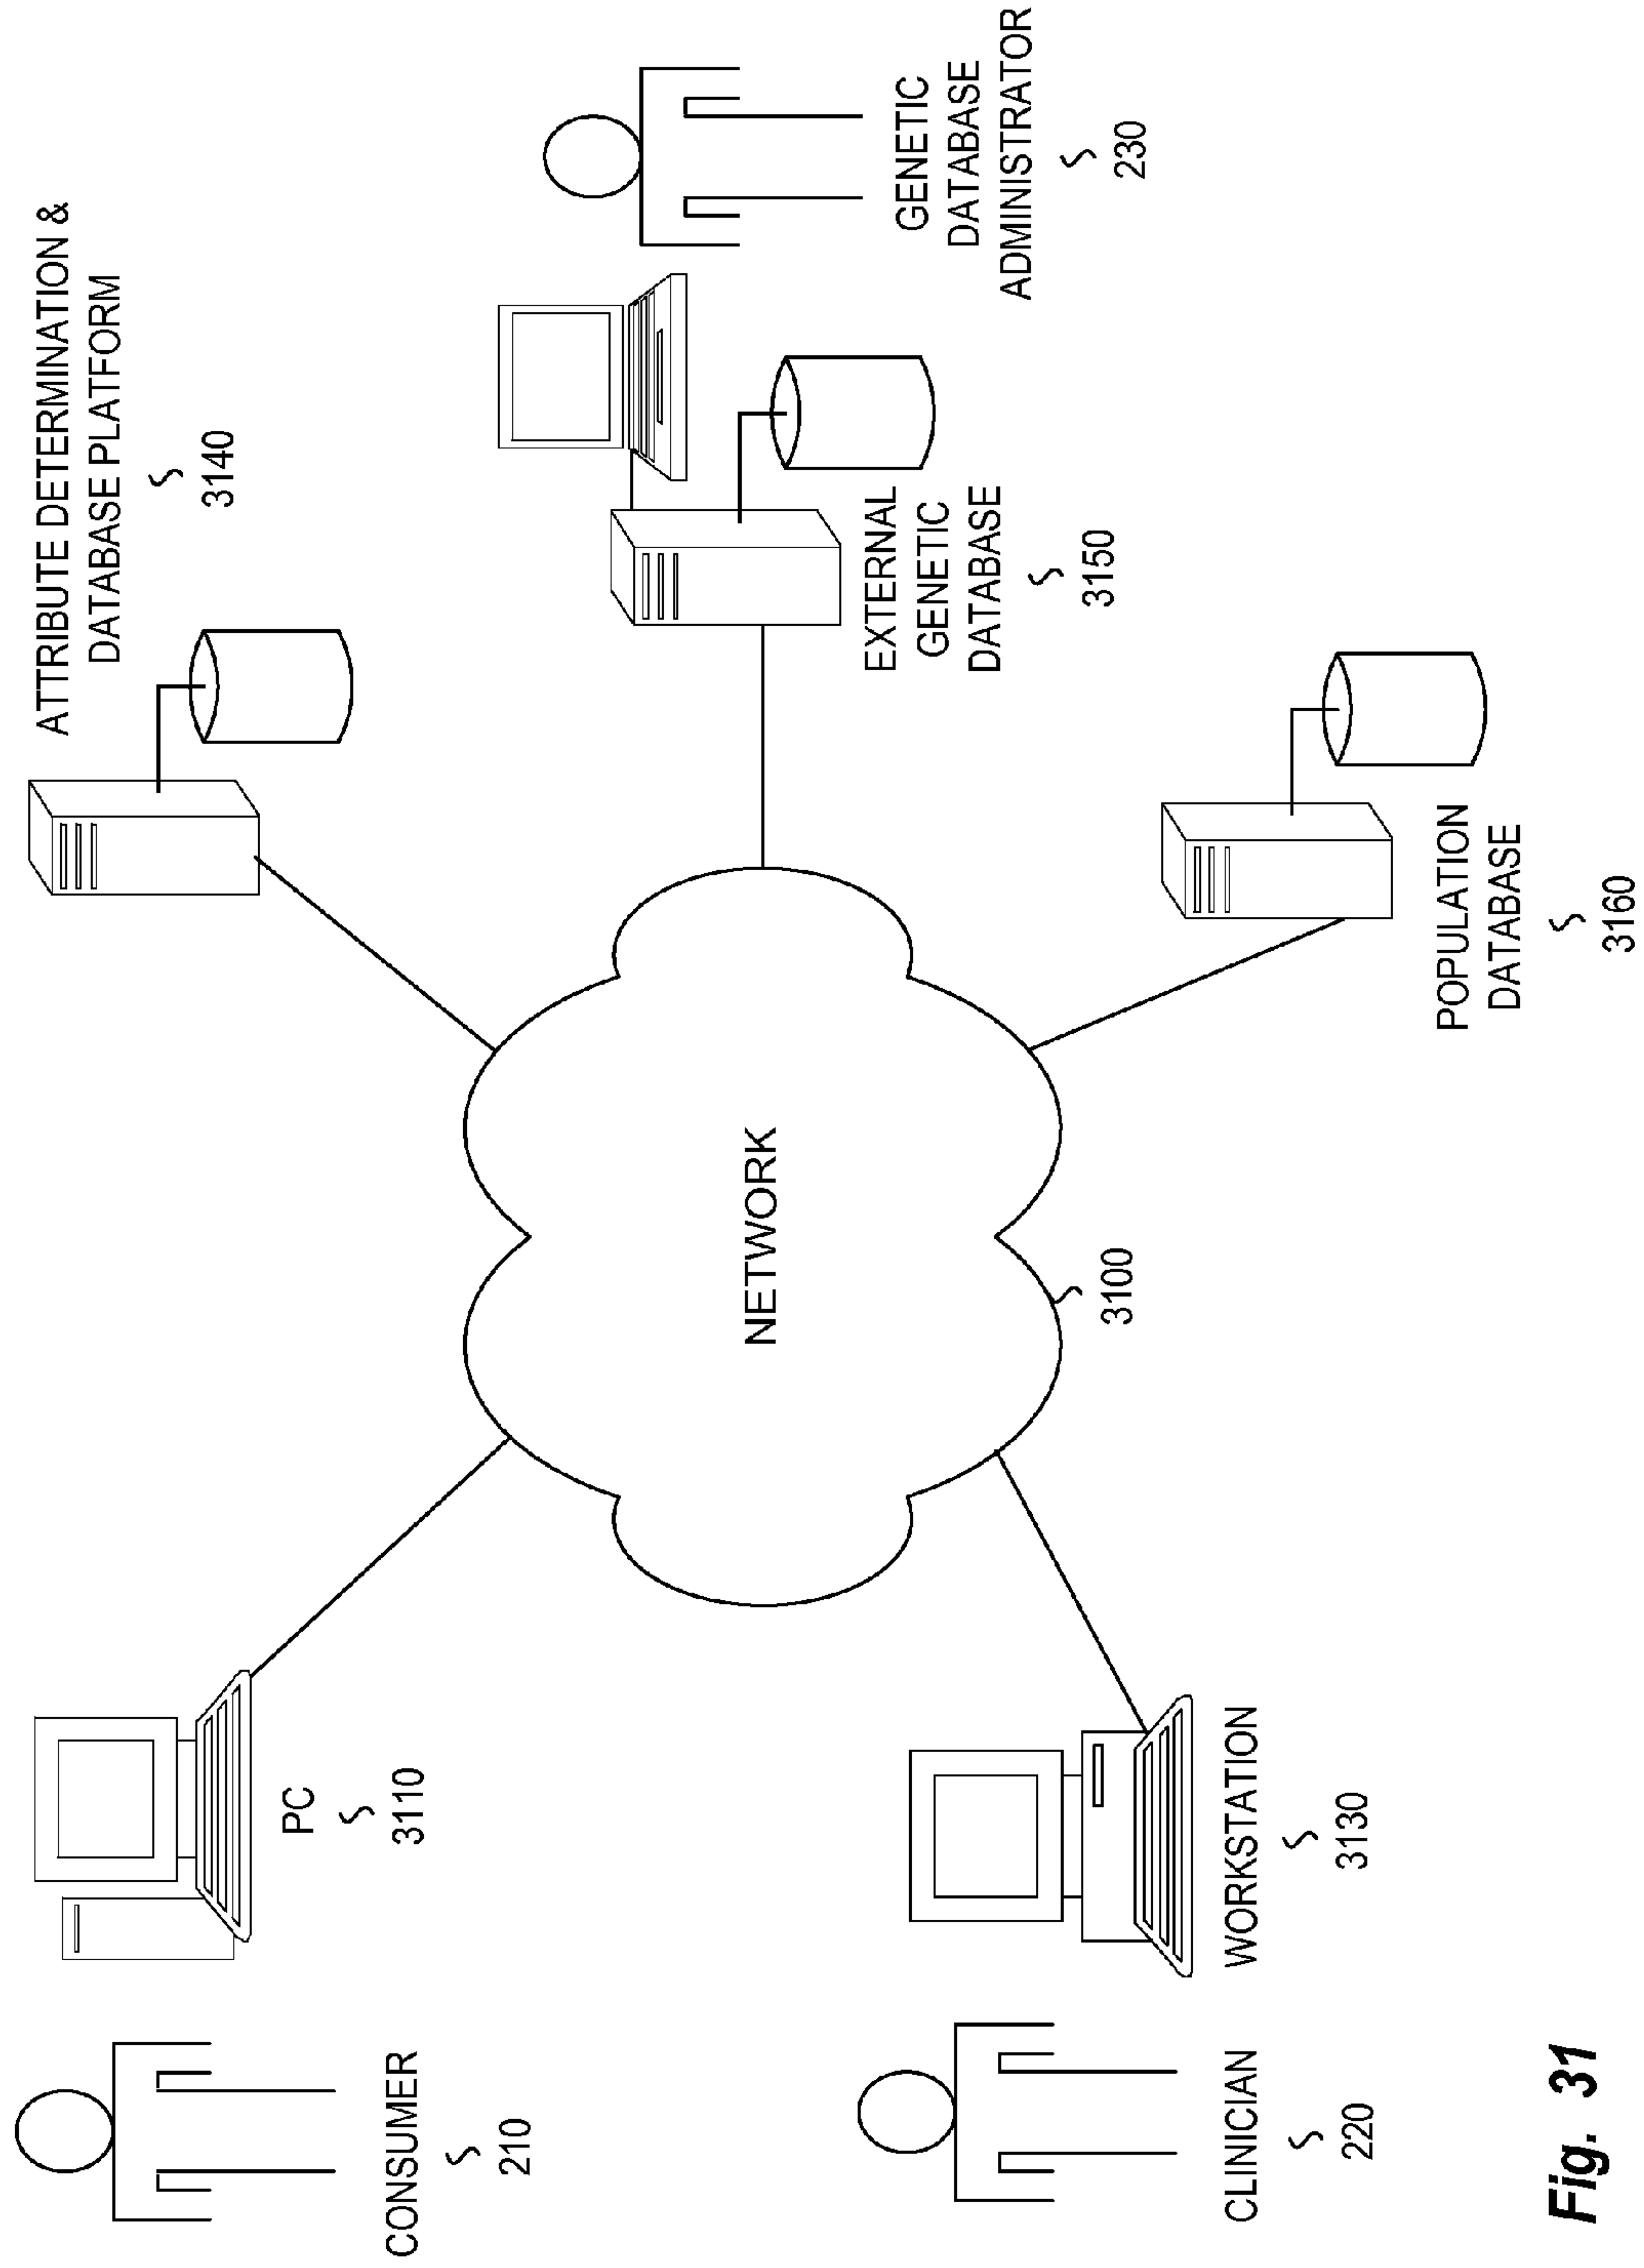 ATTRIBUTE DETERMINATION &
DATABASE PLATFORM
3140
PC
3110
CONSUMER
210
GENETIC
DATABASE
ADMINISTRATOR
230
EXTERNAL
GENETIC
DATABASE
3150
NETWORK
3100
WORKSTATION
3130
CLINICIAN
220
POPULATION
DATABASE
3160
Fig. 31